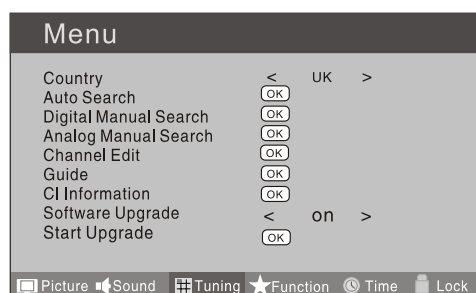 Menu
Country < UK >
Auto Search OK
Digital Manual Search OK
Analog Manual Search OK
Channel Edit OK
Guide OK
CI Information OK
Software Upgrade < on >
Start Upgrade OK
Picture Sound Tuning Function Time Lock